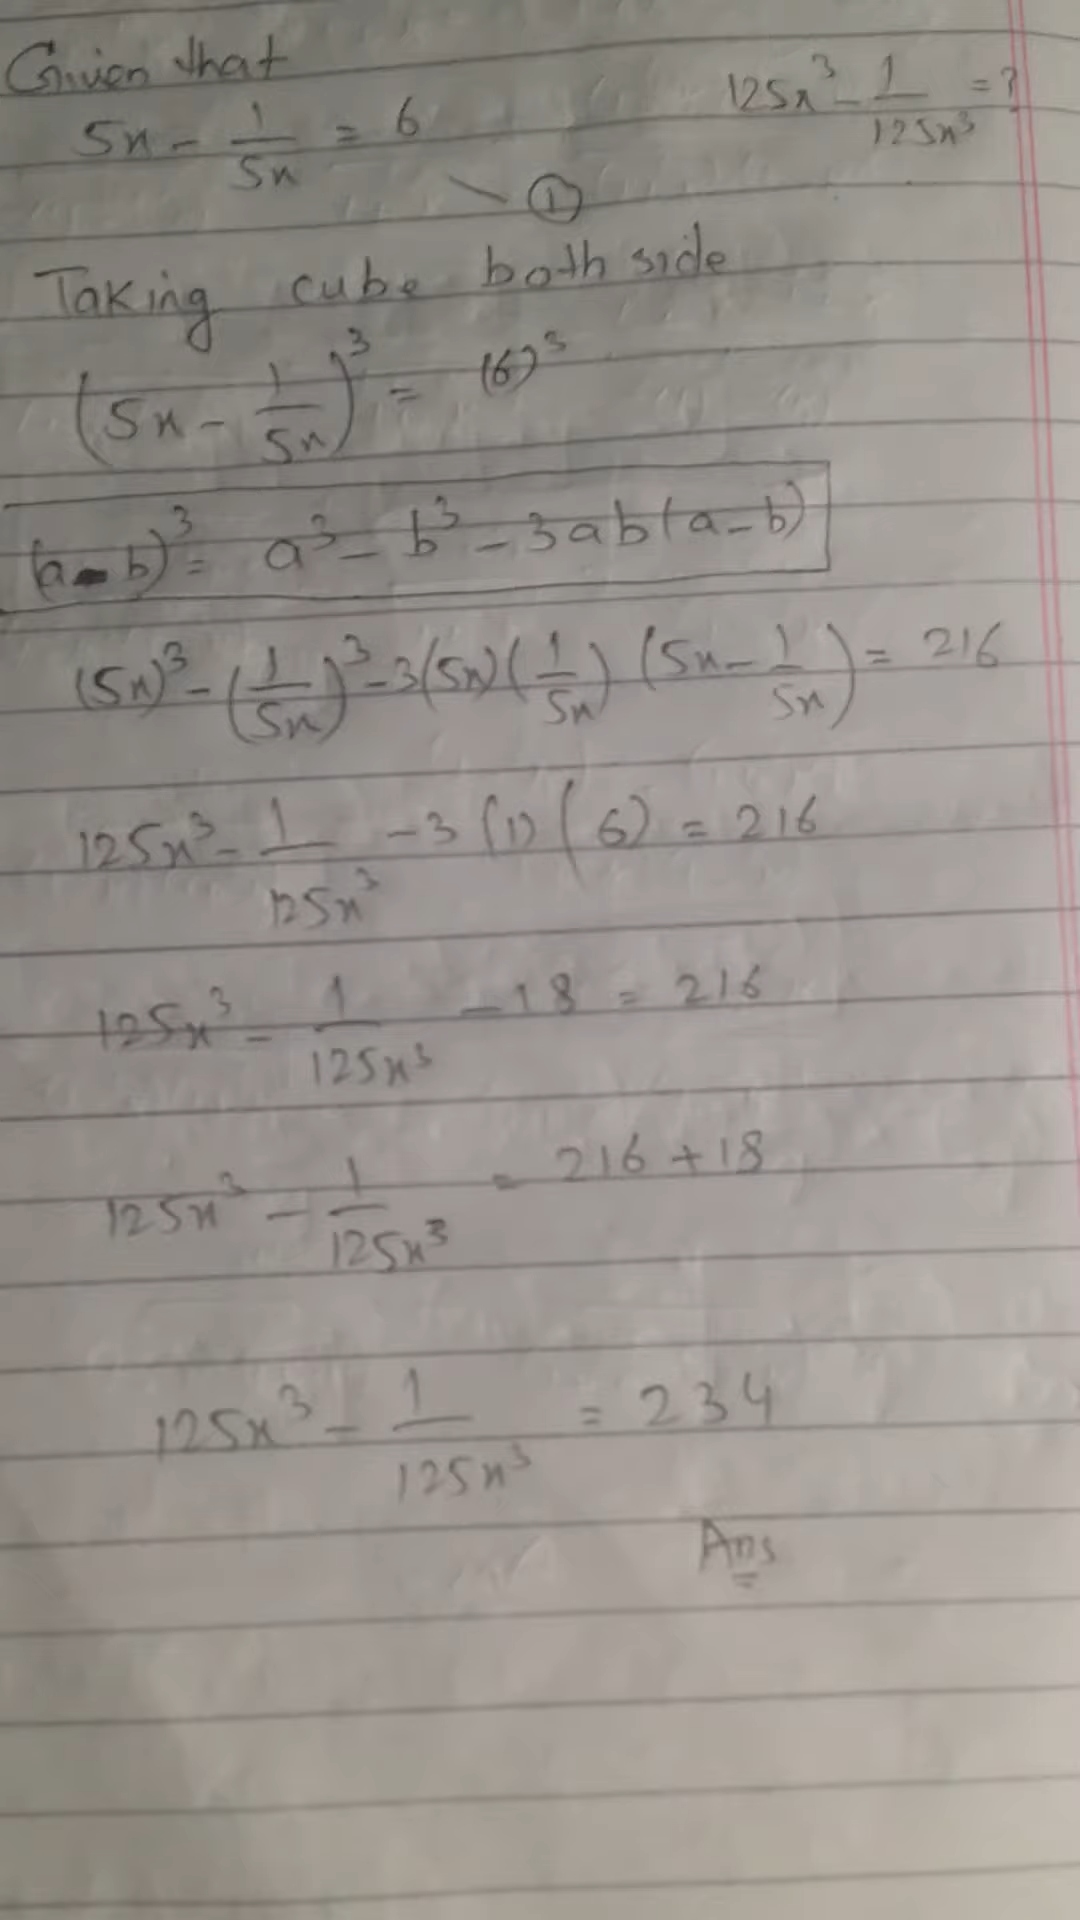 Given that
5x - 1/5x = 6 125x³ - 1/125x³ = ?
①
Taking cube both side
(5x - 1/5x)³ = (6)³
(a - b)³ = a³ - b³ - 3ab(a - b)
(5x)³ - (1/5x)³ - 3(5x)(1/5x) (5x - 1/5x) = 216
125x³ - 1/125x³ - 3(1)(6) = 216
125x³ - 1/125x³ - 18 = 216
125x³ - 1/125x³ = 216 + 18
125x³ - 1/125x³ = 234
Ans